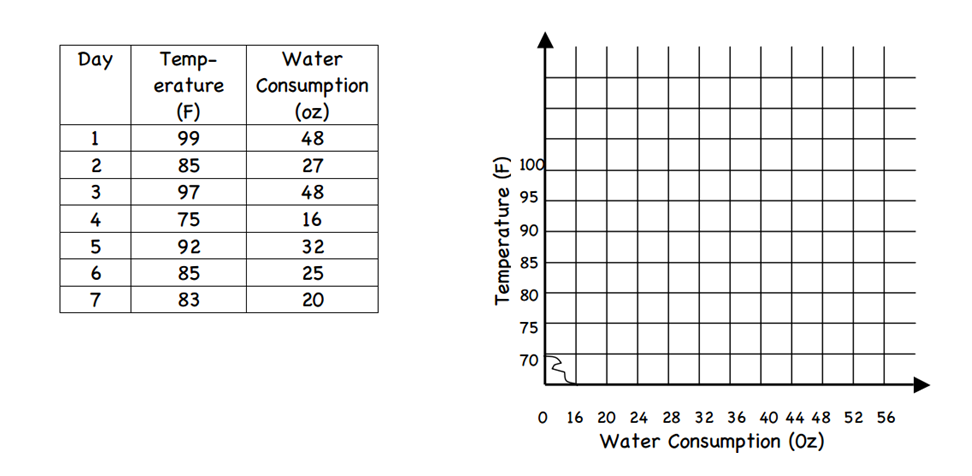 Day Temp- Water
erature Consumption
(F) (oz)
1 99 48
2 85 27
3 97 48
4 75 16
5 92 32
6 85 25
7 83 20
Temperature (F)
100
95
90
85
80
75
70
0 16 20 24 28 32 36 40 44 48 52 56
Water Consumption (Oz)